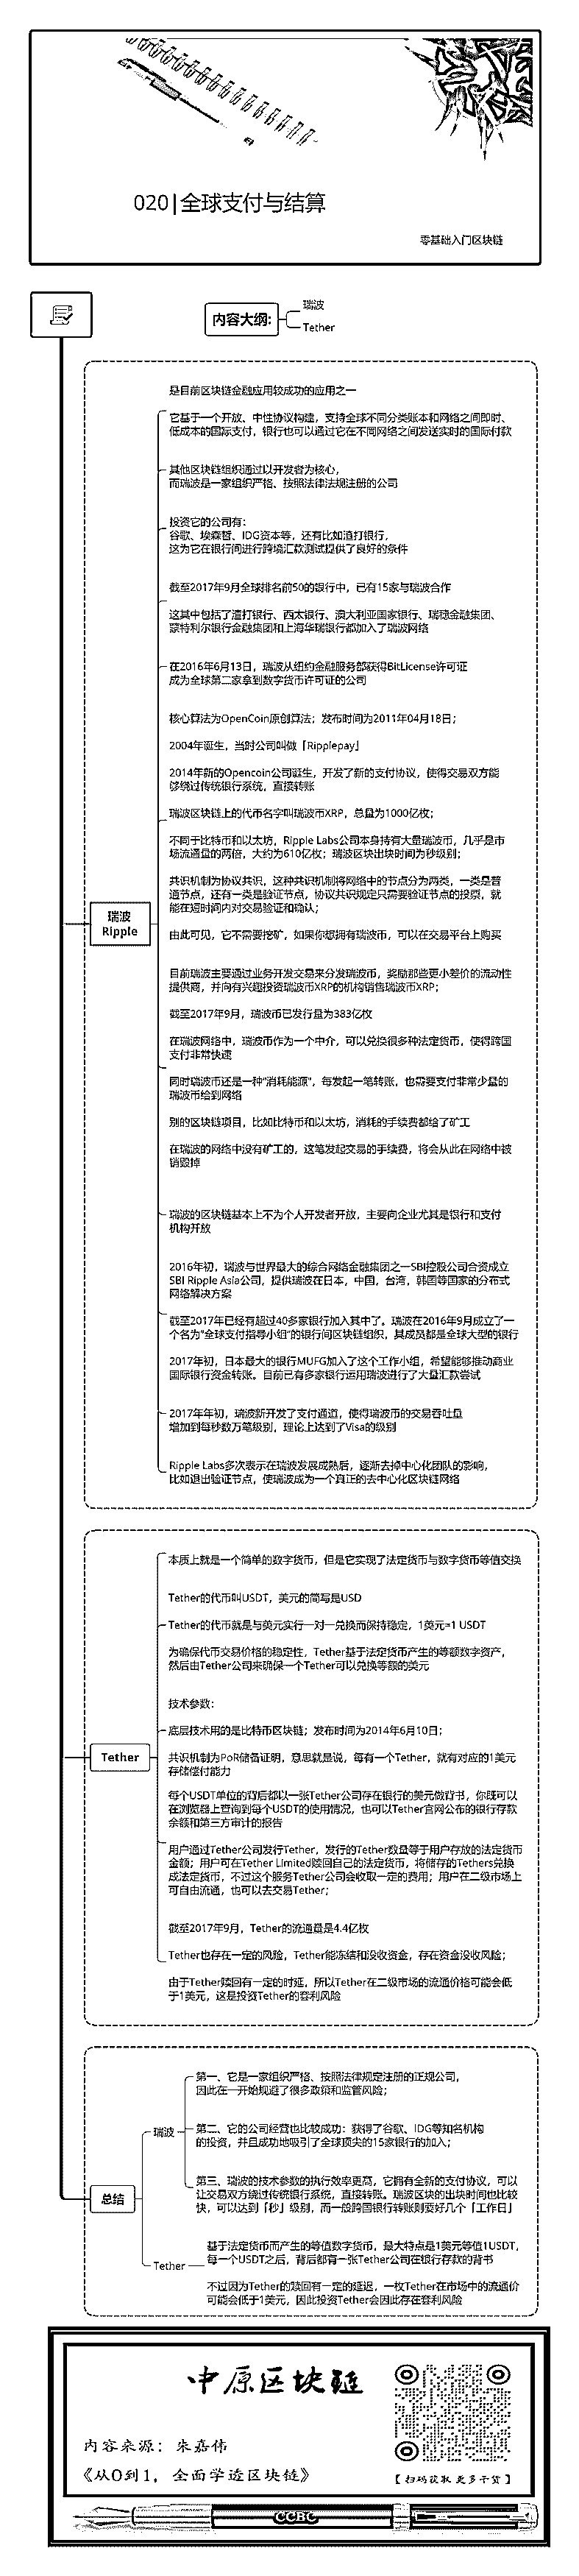 020|全球支付与结算
零基础入门区块链
内容大纲:
瑞波
Tether
是目前区块链金融应用较成功的应用之一
它基于一个开放、中性协议构建，支持全球不同分类账本和网络之间即时、
低成本的国际支付，银行也可以通过它在不同网络之间发送实时的国际付款
其他区块链组织通过以开发者为核心，
而瑞波是一家组织严格、按照法律法规注册的公司
投资它的公司有：
谷歌、埃森哲、IDG资本等，还有比如渣打银行，
这为它在银行间进行跨境汇款测试提供了良好的条件
截至2017年9月全球排名前50的银行中，已有15家与瑞波合作
这其中包括了渣打银行、西太银行、澳大利亚国家银行、瑞穗金融集团、
蒙特利尔银行金融集团和上海华瑞银行都加入了瑞波网络
在2016年6月13日，瑞波从纽约金融服务部获得BitLicense许可证
成为全球第二家拿到数字货币许可证的公司
核心算法为OpenCoin原创算法；发布时间为2011年04月18日；
2004年诞生，当时公司叫做「Ripplepay」
2014年新的Opencoin公司诞生，开发了新的支付协议，使得交易双方能
够绕过传统银行系统，直接转账
瑞波区块链上的代币名字叫瑞波币XRP，总量为1000亿枚；
不同于比特币和以太坊，Ripple Labs公司本身持有大量瑞波币，几乎是市
场流通量的两倍，大约为610亿枚；瑞波区块出块时间为秒级别；
共识机制为协议共识，这种共识机制将网络中的节点分为两类，一类是普
通节点，还有一类是验证节点，协议共识规定只需要验证节点的投票，就
能在短时间内对交易验证和确认；
由此可见，它不需要挖矿，如果你想拥有瑞波币，可以在交易平台上购买
瑞波
Ripple
目前瑞波主要通过业务开发交易来分发瑞波币，奖励那些更小差价的流动性
提供商，并向有兴趣投资瑞波币XRP的机构销售瑞波币XRP；
截至2017年9月，瑞波币已发行量为383亿枚
在瑞波网络中，瑞波币作为一个中介，可以兑换很多种法定货币，使得跨国
支付非常快速
同时瑞波币还是一种"消耗能源"，每发起一笔转账，也需要支付非常少量的
瑞波币给到网络
别的区块链项目，比如比特币和以太坊，消耗的手续费都给了矿工
在瑞波的网络中没有矿工的，这笔发起交易的手续费，将会从此在网络中被
销毁掉
瑞波的区块链基本上不为个人开发者开放，主要向企业尤其是银行和支付
机构开放
2016年初，瑞波与世界最大的综合网络金融集团之一SBI控股公司合资成立
SBI Ripple Asia公司，提供瑞波在日本，中国，台湾，韩国等国家的分布式
网络解决方案
截至2017年已经有超过40多家银行加入其中了。瑞波在2016年9月成立了一
个名为"全球支付指导小组"的银行间区块链组织，其成员都是全球大型的银行
2017年初，日本最大的银行MUFG加入了这个工作小组，希望能够推动商业
国际银行资金转账。目前已有多家银行运用瑞波进行了大量汇款尝试
2017年年初，瑞波新开发了支付通道，使得瑞波币的交易吞吐量
增加到每秒数万笔级别，理论上达到了Visa的级别
Ripple Labs多次表示在瑞波发展成熟后，逐渐去掉中心化团队的影响，
比如退出验证节点，使瑞波成为一个真正的去中心化区块链网络
本质上就是一个简单的数字货币，但是它实现了法定货币与数字货币等值交换
Tether的代币叫USDT，美元的简写是USD
Tether的代币就是与美元实行一对一兑换而保持稳定，1美元=1 USDT
为确保代币交易价格的稳定性，Tether基于法定货币产生的等额数字资产，
然后由Tether公司来确保一个Tether可以兑换等额的美元
技术参数：
底层技术用的是比特币区块链；发布时间为2014年6月10日；
Tether
共识机制为PoR储备证明，意思就是说，每有一个Tether，就有对应的1美元
存储偿付能力
每个USDT单位的背后都以一张Tether公司存在银行的美元做背书，你既可以
在浏览器上查询到每个USDT的使用情况，也可以Tether官网公布的银行存款
余额和第三方审计的报告
用户通过Tether公司发行Tether，发行的Tether数量等于用户存放的法定货币
金额；用户可在Tether Limited赎回自己的法定货币，将储存的Tethers兑换
成法定货币，不过这个服务Tether公司会收取一定的费用；用户在二级市场上
可自由流通，也可以去交易Tether；
截至2017年9月，Tether的流通量是4.4亿枚
Tether也存在一定的风险，Tether能冻结和没收资金，存在资金没收风险；
由于Tether赎回有一定的时延，所以Tether在二级市场的流通价格可能会低
于1美元，这是投资Tether的套利风险
总结
瑞波
第一、它是一家组织严格、按照法律规定注册的正规公司，
因此在一开始规避了很多政策和监管风险；
第二、它的公司经营也比较成功：获得了谷歌、IDG等知名机构
的投资，并且成功地吸引了全球顶尖的15家银行的加入；
第三、瑞波的技术参数的执行效率更高，它拥有全新的支付协议，可以
让交易双方绕过传统银行系统，直接转账。瑞波区块的出块时间也比较
快，可以达到「秒」级别，而一般跨国银行转账则要好几个「工作日」
Tether
基于法定货币而产生的等值数字货币，最大特点是1美元等值1USDT，
每一个USDT之后，背后都有一张Tether公司在银行存款的背书
不过因为Tether的赎回有一定的延迟，一枚Tether在市场中的流通价
可能会低于1美元，因此投资Tether会因此存在套利风险
中原区块链
内容来源：朱嘉伟
《从0到1，全面学透区块链》
【扫码获取 更多干货】
CCBC